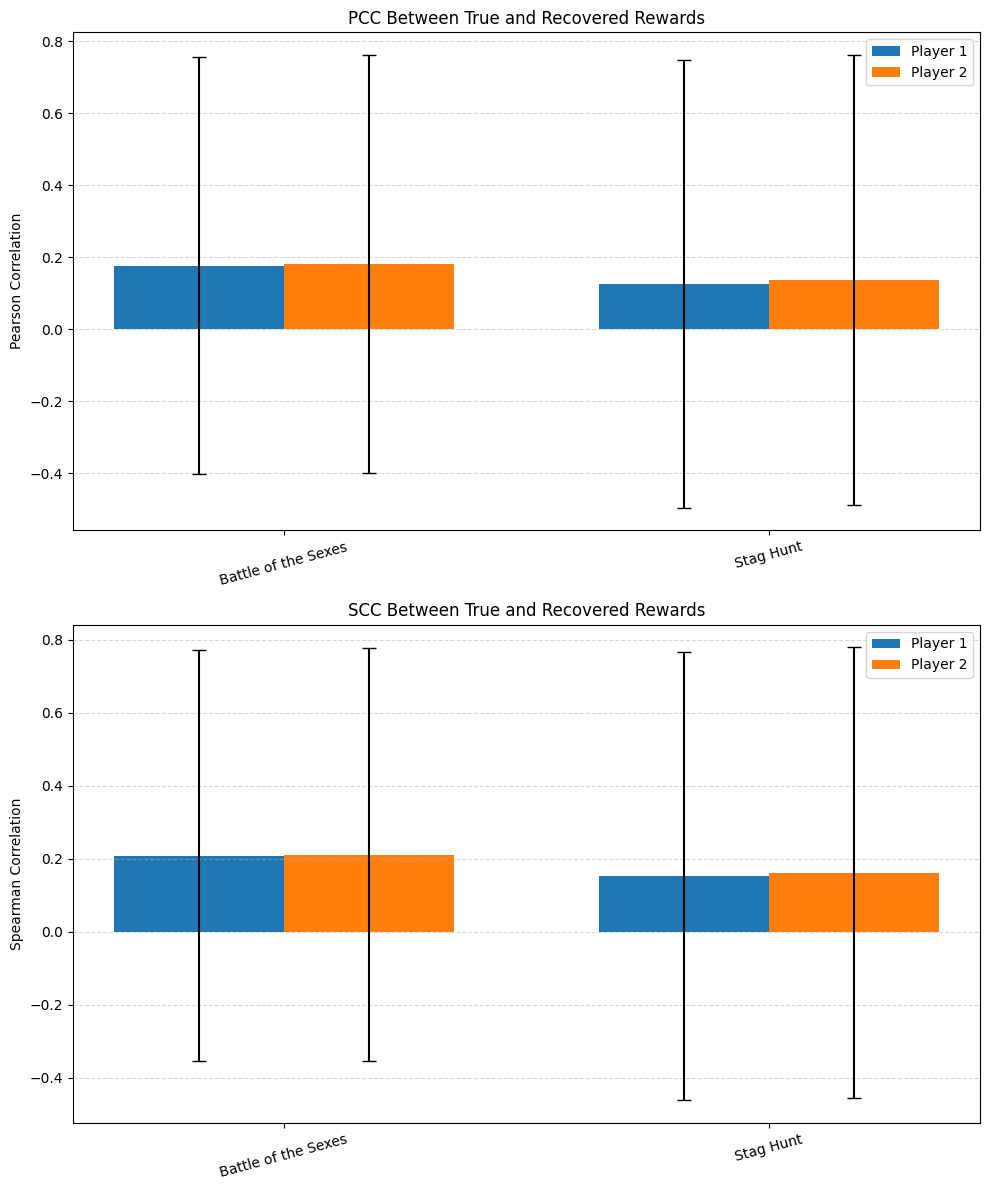 PCC Between True and Recovered Rewards
Player 1
Player 2
Pearson Correlation
0.8
0.6
0.4
0.2
0.0
−0.2
−0.4
Battle of the Sexes
Stag Hunt
SCC Between True and Recovered Rewards
Player 1
Player 2
Spearman Correlation
0.8
0.6
0.4
0.2
0.0
−0.2
−0.4
Battle of the Sexes
Stag Hunt